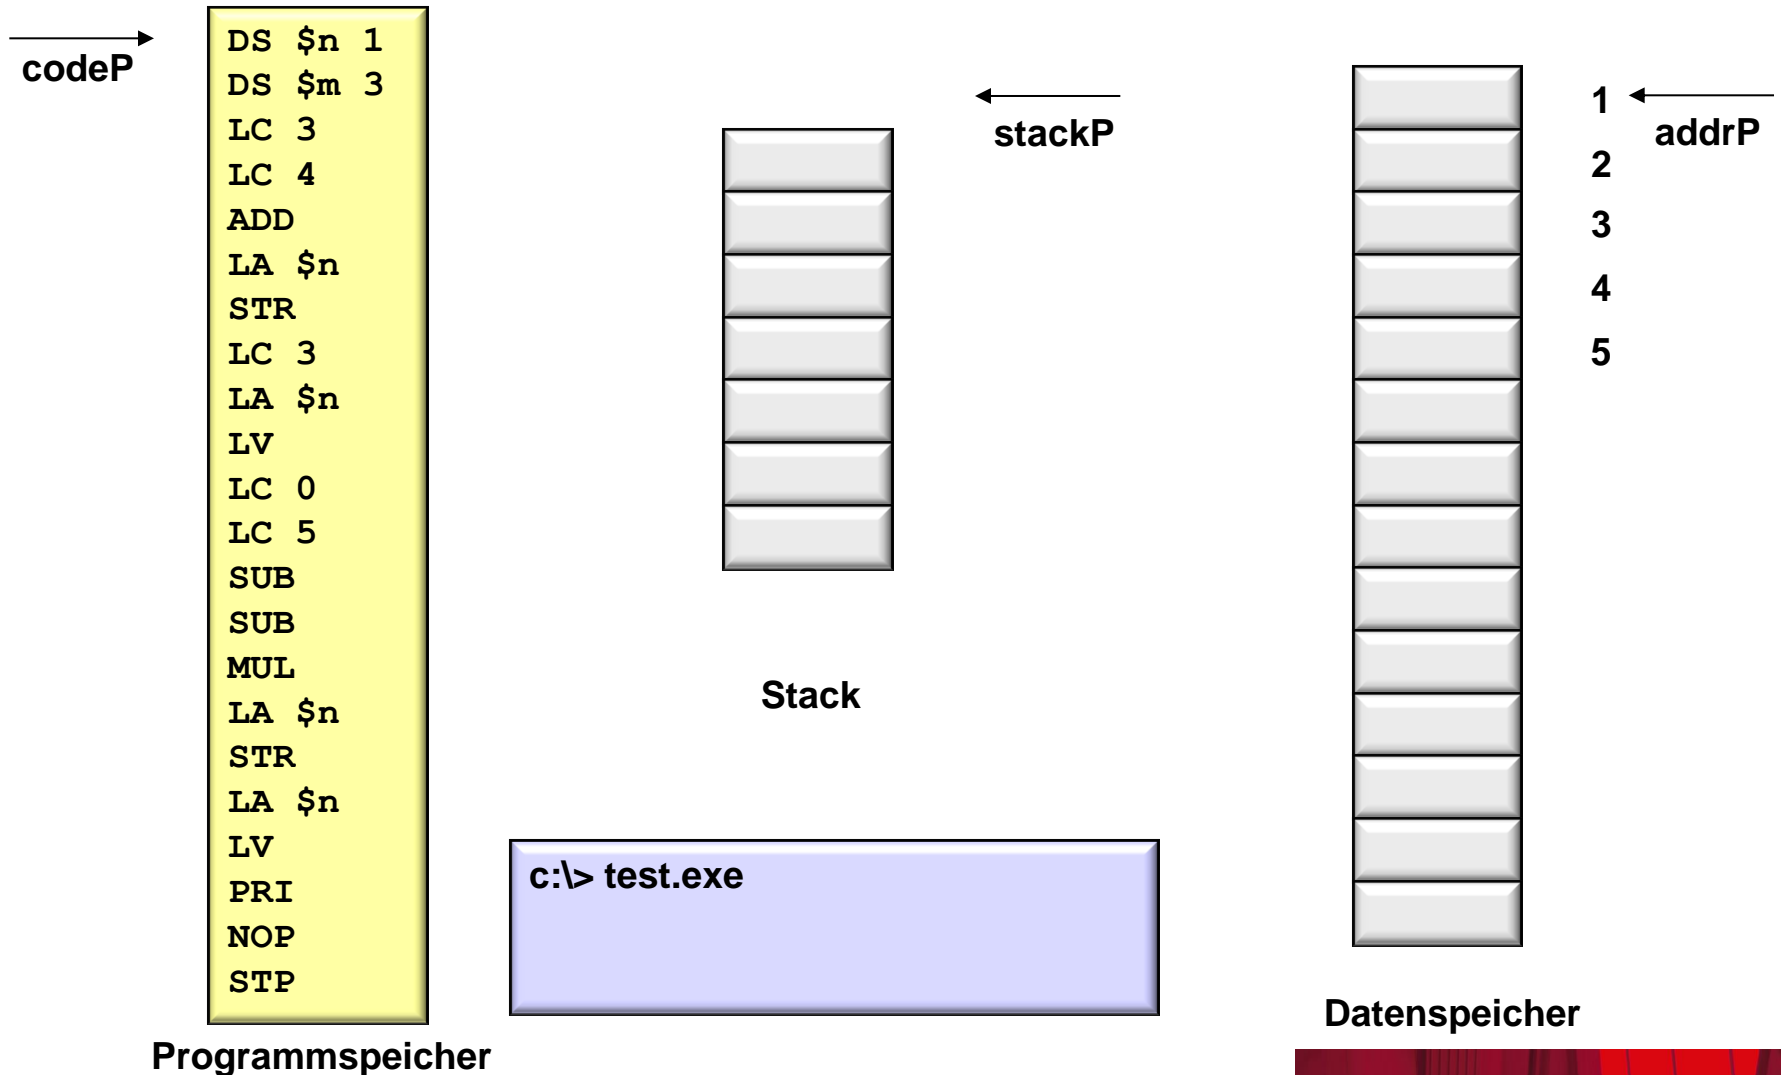 codeP
DS $n 1
DS $m 3
LC 3
LC 4
ADD
LA $n
STR
LC 3
LA $n
LV
LC 0
LC 5
SUB
SUB
MUL
LA $n
STR
LA $n
LV
PRI
NOP
STP
Programmspeicher
stackP
Stack
c:\> test.exe
1
2
3
4
5
addrP
Datenspeicher